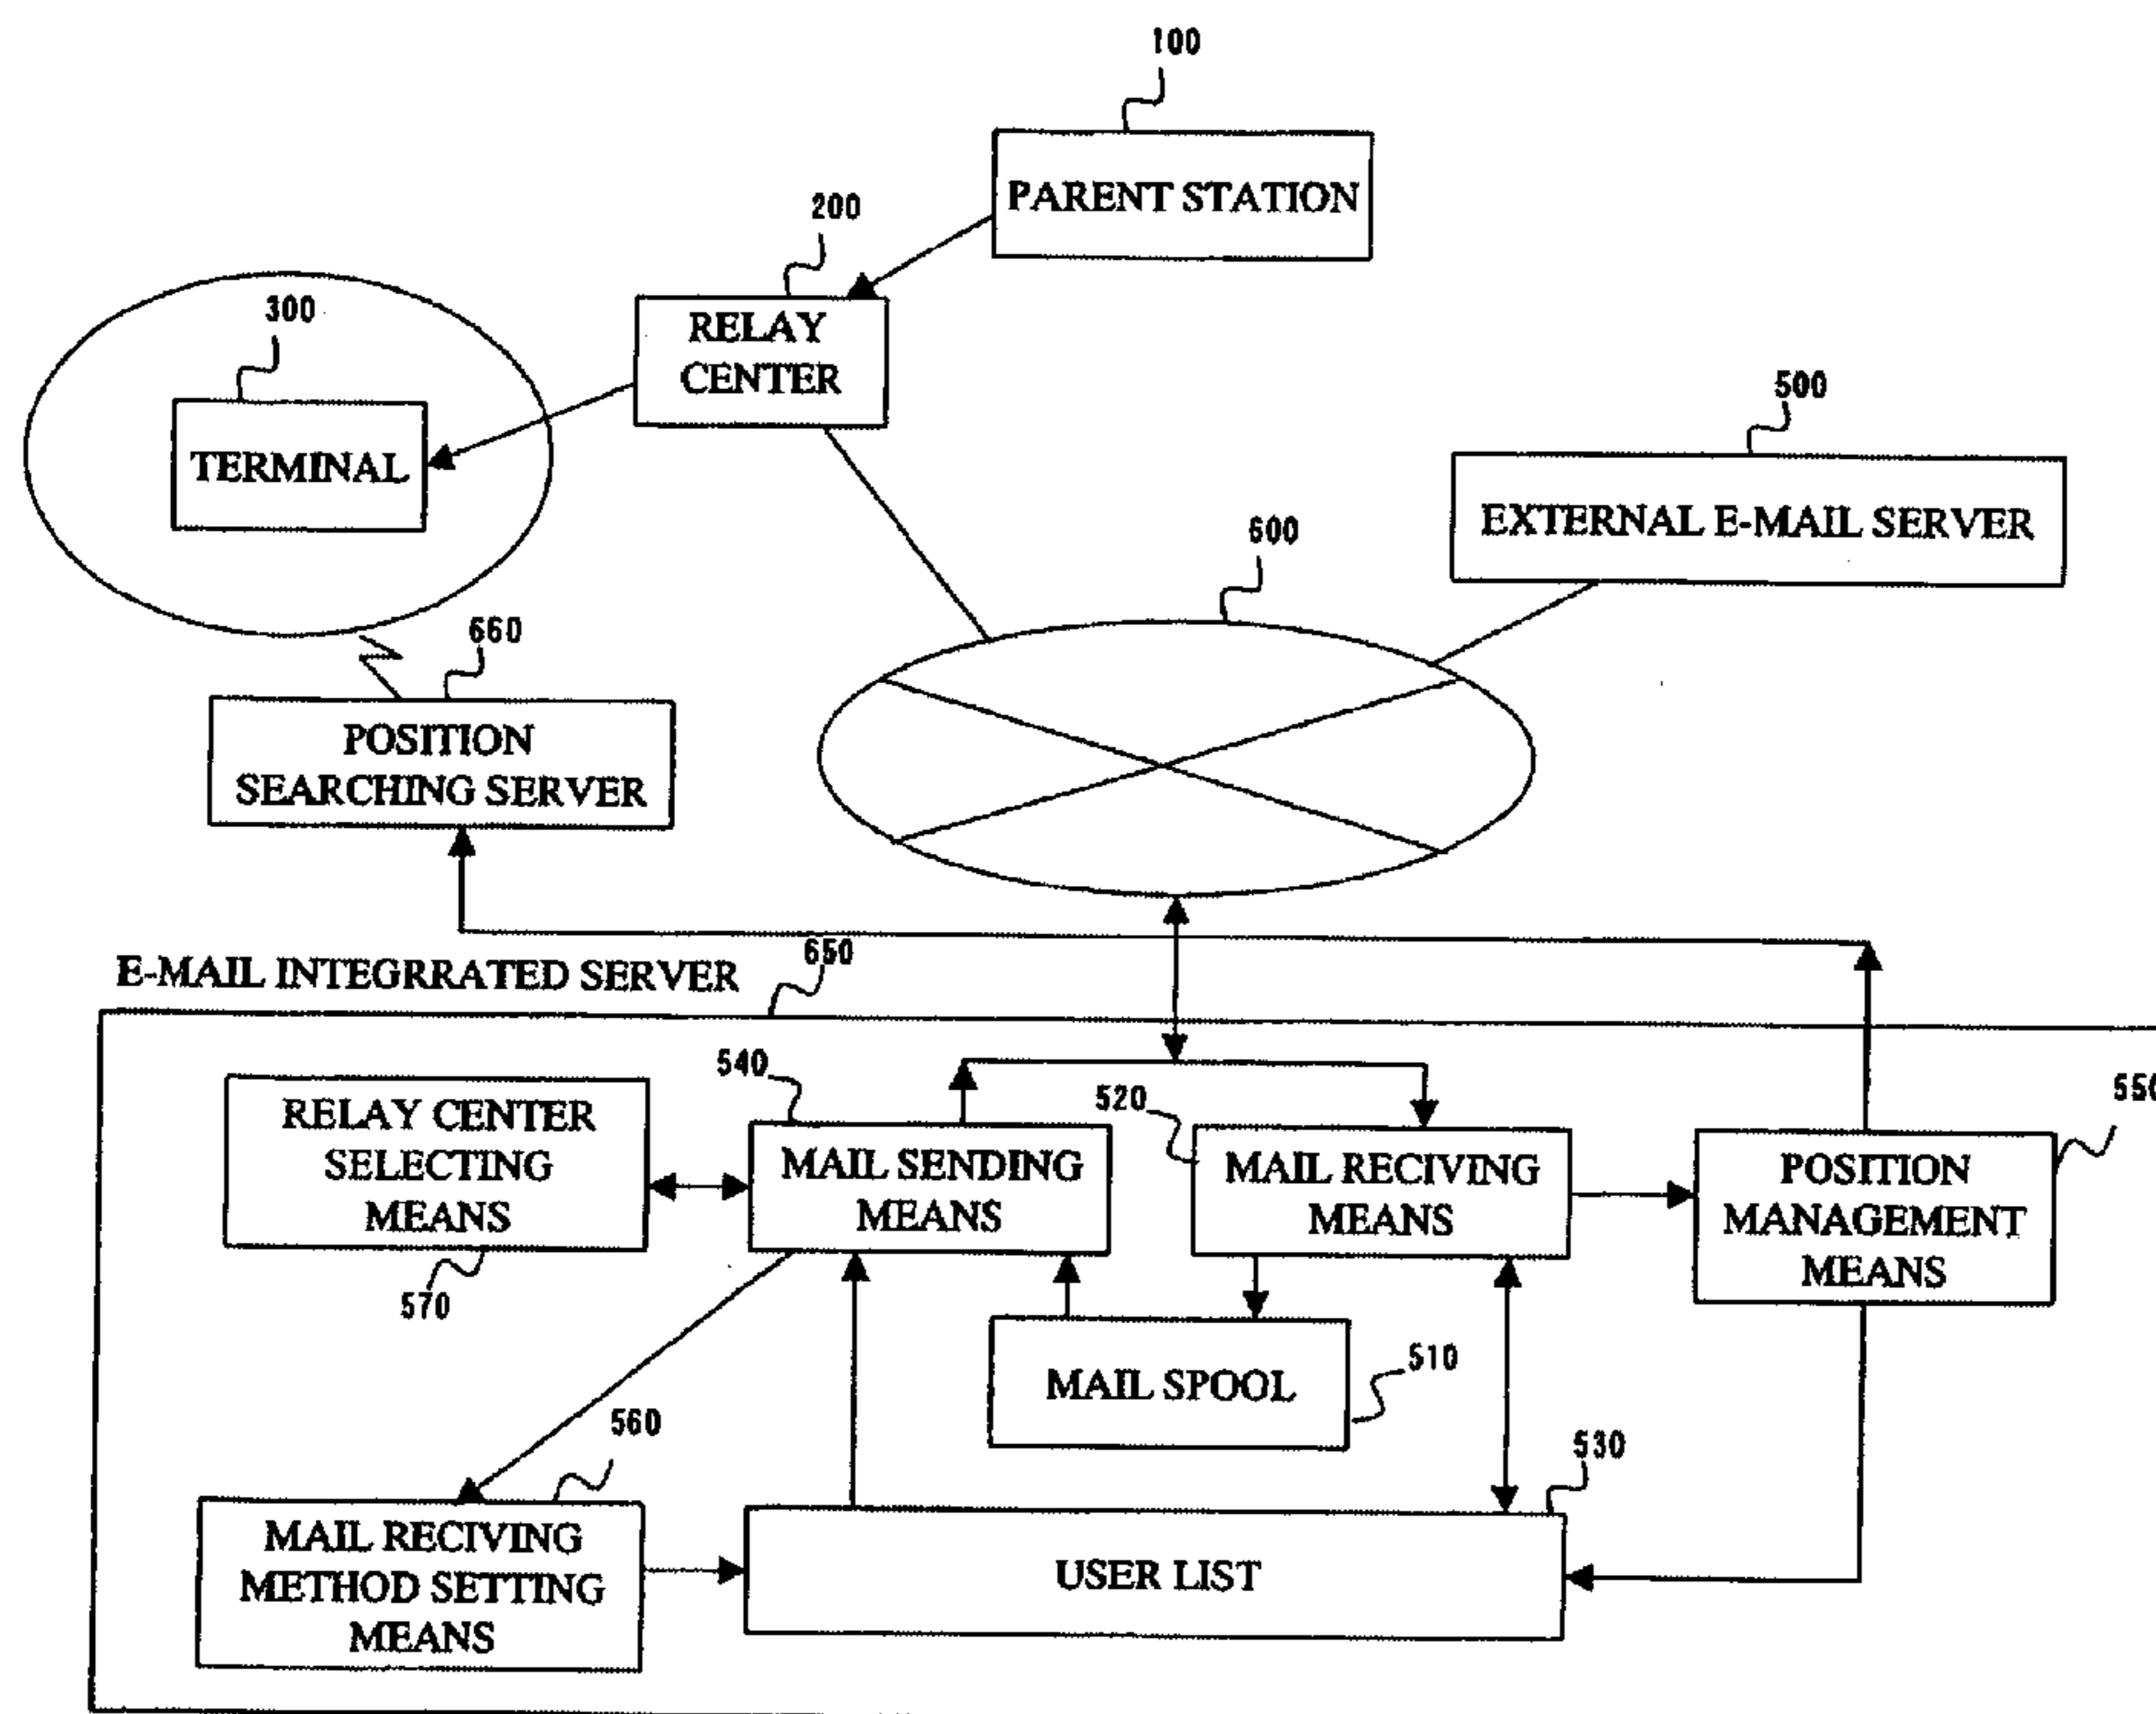 100
PARENT STATION
200
RELAY
CENTER
300
TERMINAL
500
EXTERNAL E-MAIL SERVER
600
660
POSITION
SEARCHING SERVER
E-MAIL INTEGRRATED SERVER
650
540
520
550
RELAY CENTER
SELECTING
MEANS
570
MAIL SENDING
MEANS
MAIL RECIVING
MEANS
POSITION
MANAGEMENT
MEANS
MAIL SPOOL
510
560
530
MAIL RECIVING
METHOD SETTING
MEANS
USER LIST